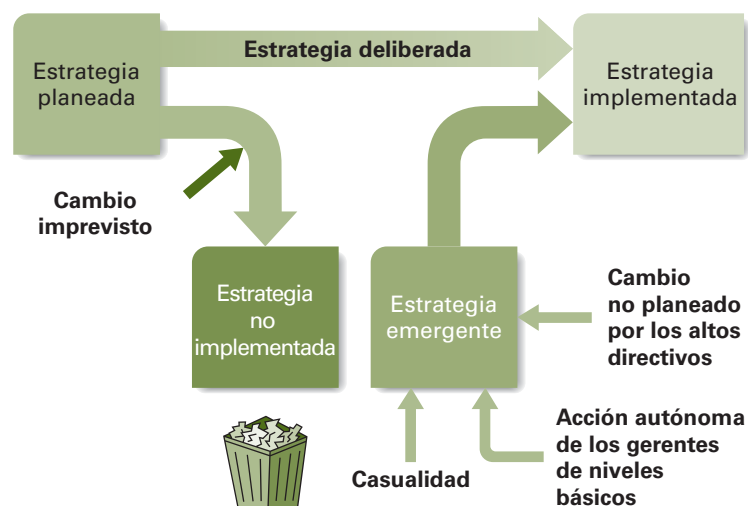 Estrategia
planeada
Estrategia deliberada
Estrategia
implementada
Cambio
imprevisto
Estrategia
no
implementada
Estrategia
emergente
Cambio
no planeado
por los altos
directivos
Casualidad
Acción autónoma
de los gerentes
de niveles
básicos